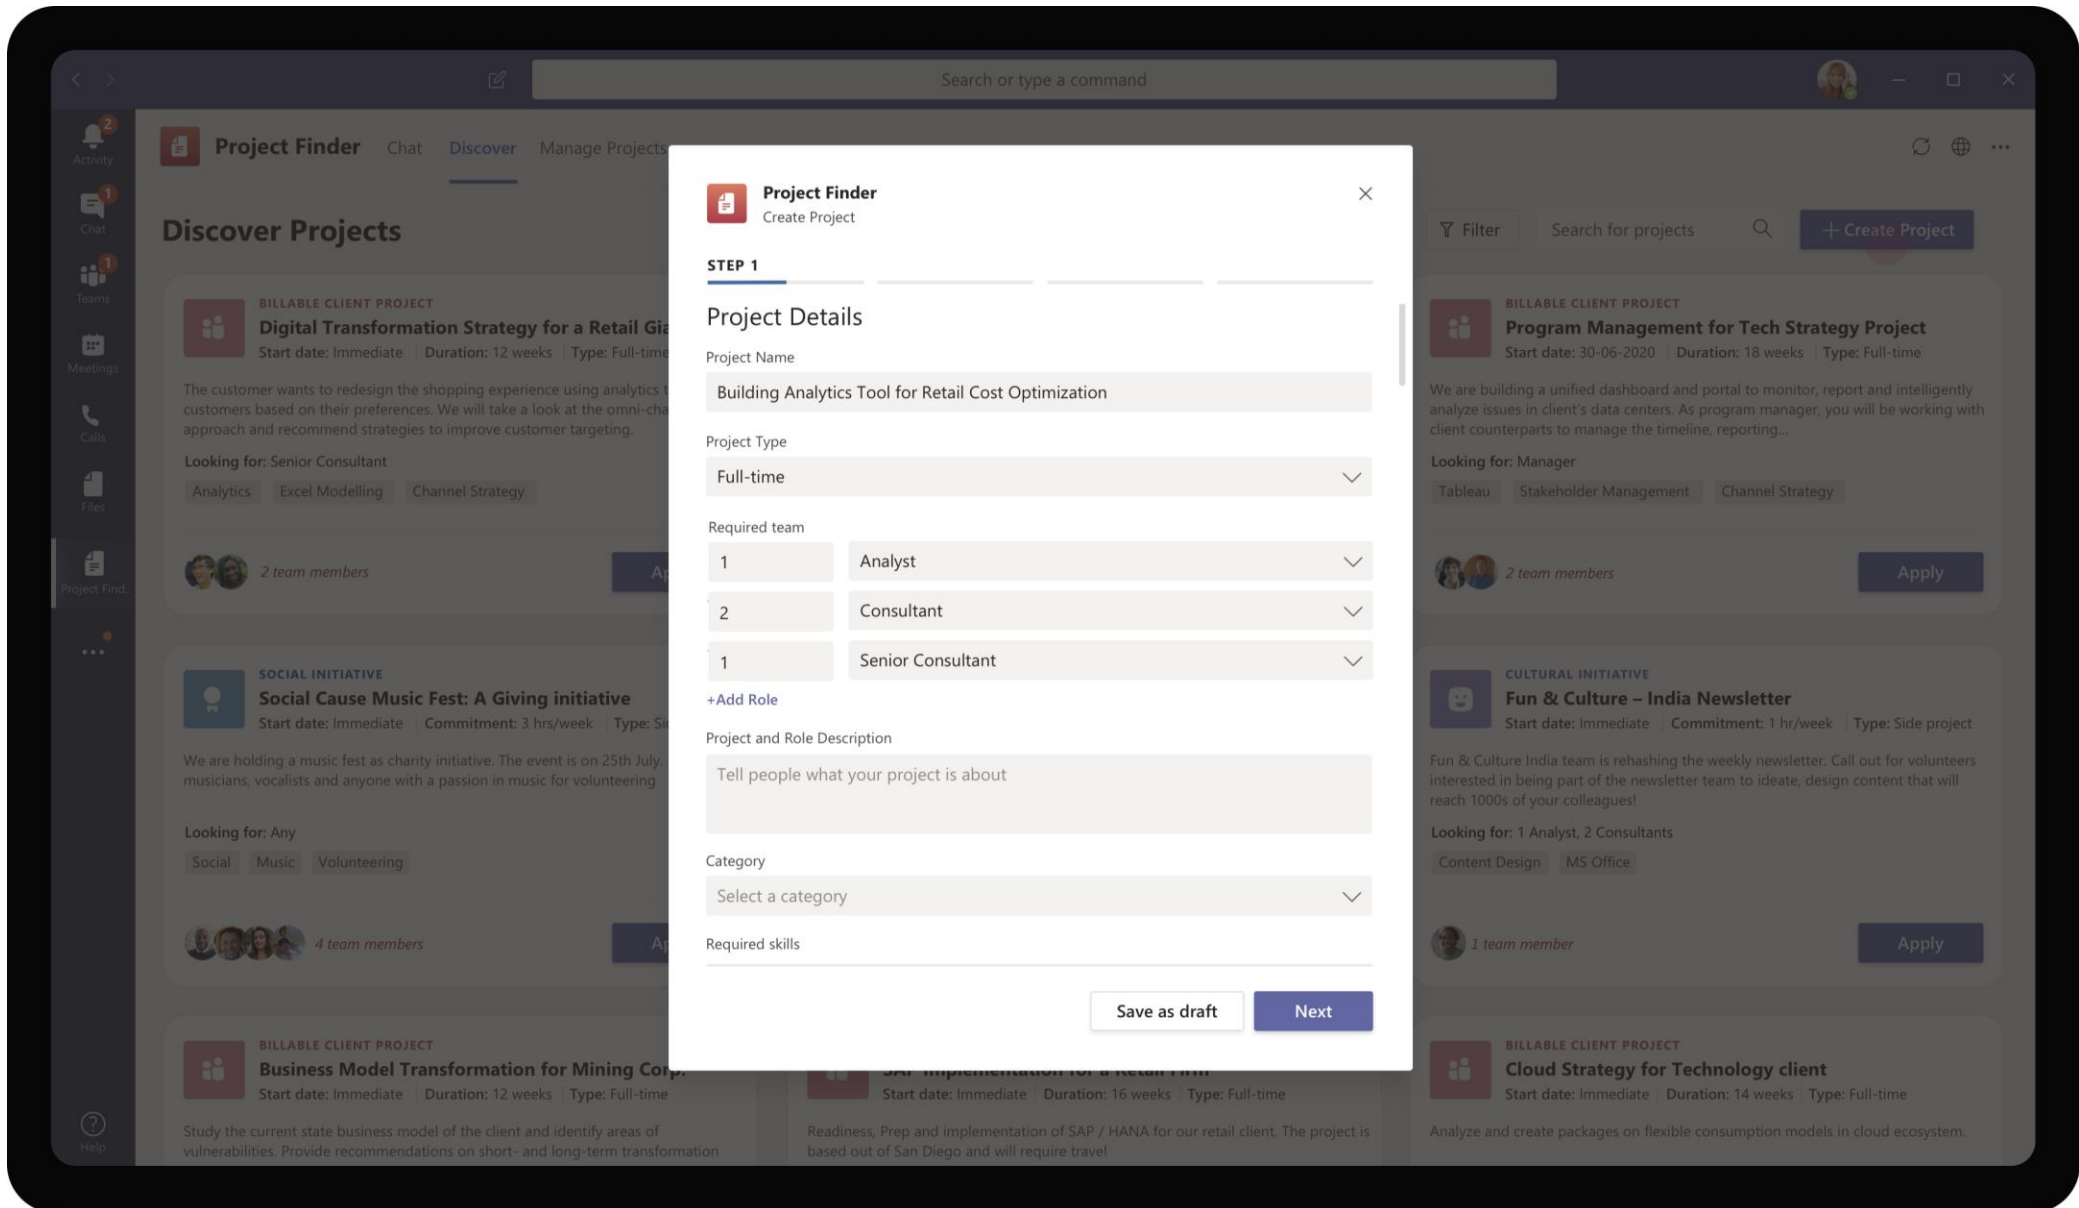 Search or type a command
2
Activity
1
Chat
1
Teams
Meetings
Calls
Files
Project Find..
Help
Project Finder
Chat
Discover
Manage Projects
Discover Projects
Filter
Search for projects
+ Create Project
BILLABLE CLIENT PROJECT
Digital Transformation Strategy for a Retail Gia
Start date: Immediate Duration: 12 weeks Type: Full-time
The customer wants to redesign the shopping experience using analytics t
customers based on their preferences. We will take a look at the omni-cha
approach and recommend strategies to improve customer targeting.
Looking for: Senior Consultant
Analytics Excel Modelling Channel Strategy
2 team members
Ap
SOCIAL INITIATIVE
Social Cause Music Fest: A Giving initiative
Start date: Immediate Commitment: 3 hrs/week Type: Si
We are holding a music fest as charity initiative. The event is on 25th July.
musicians, vocalists and anyone with a passion in music for volunteering
Looking for: Any
Social Music Volunteering
4 team members
Ap
BILLABLE CLIENT PROJECT
Business Model Transformation for Mining Corp.
Start date: Immediate Duration: 12 weeks Type: Full-time
Study the current state business model of the client and identify areas of
vulnerabilities. Provide recommendations on short- and long-term transformation
Project Finder
Create Project
STEP 1
Project Details
Project Name
Building Analytics Tool for Retail Cost Optimization
Project Type
Full-time
Required team
1 Analyst
2 Consultant
1 Senior Consultant
+Add Role
Project and Role Description
Tell people what your project is about
Category
Select a category
Required skills
Save as draft
Next
SAP Implementation for a Retail Firm
Start date: Immediate Duration: 16 weeks Type: Full-time
Readiness, Prep and implementation of SAP / HANA for our retail client. The project is
based out of San Diego and will require travel
BILLABLE CLIENT PROJECT
Program Management for Tech Strategy Project
Start date: 30-06-2020 Duration: 18 weeks Type: Full-time
We are building a unified dashboard and portal to monitor, report and intelligently
analyze issues in client's data centers. As program manager, you will be working with
client counterparts to manage the timeline, reporting...
Looking for: Manager
Tableau Stakeholder Management Channel Strategy
2 team members
Apply
CULTURAL INITIATIVE
Fun & Culture – India Newsletter
Start date: Immediate Commitment: 1 hr/week Type: Side project
Fun & Culture India team is rehashing the weekly newsletter. Call out for volunteers
interested in being part of the newsletter team to ideate, design content that will
reach 1000s of your colleagues!
Looking for: 1 Analyst, 2 Consultants
Content Design MS Office
1 team member
Apply
BILLABLE CLIENT PROJECT
Cloud Strategy for Technology client
Start date: Immediate Duration: 14 weeks Type: Full-time
Analyze and create packages on flexible consumption models in cloud ecosystem.